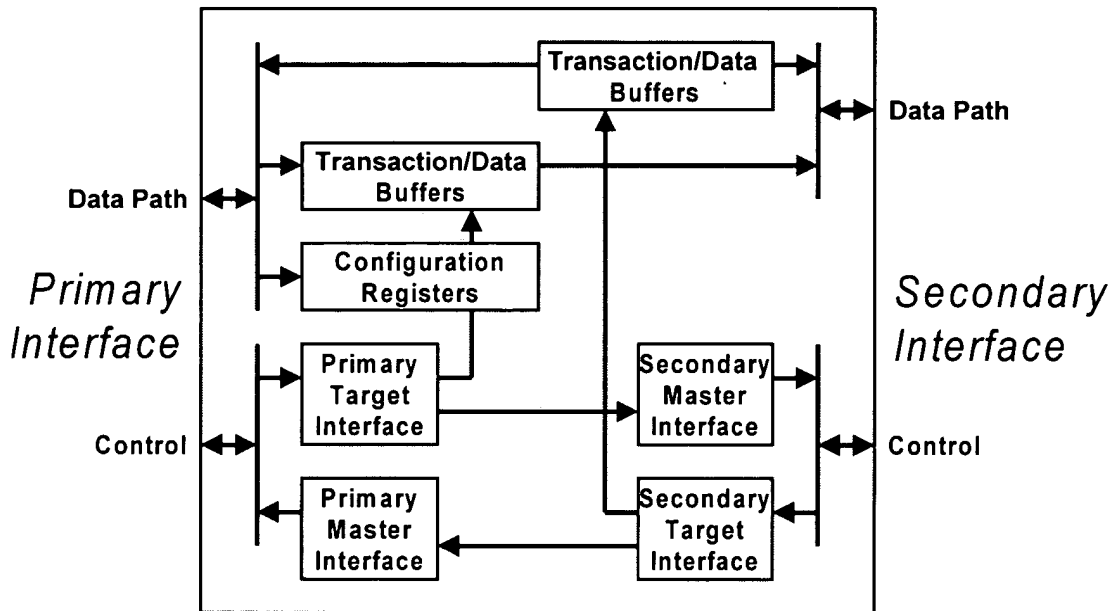 Transaction/Data
Buffers
Data Path
Transaction/Data
Buffers
Data Path
Configuration
Registers
Primary
Interface
Secondary
Interface
Primary
Target
Interface
Secondary
Master
Interface
Control
Control
Primary
Master
Interface
Secondary
Target
Interface